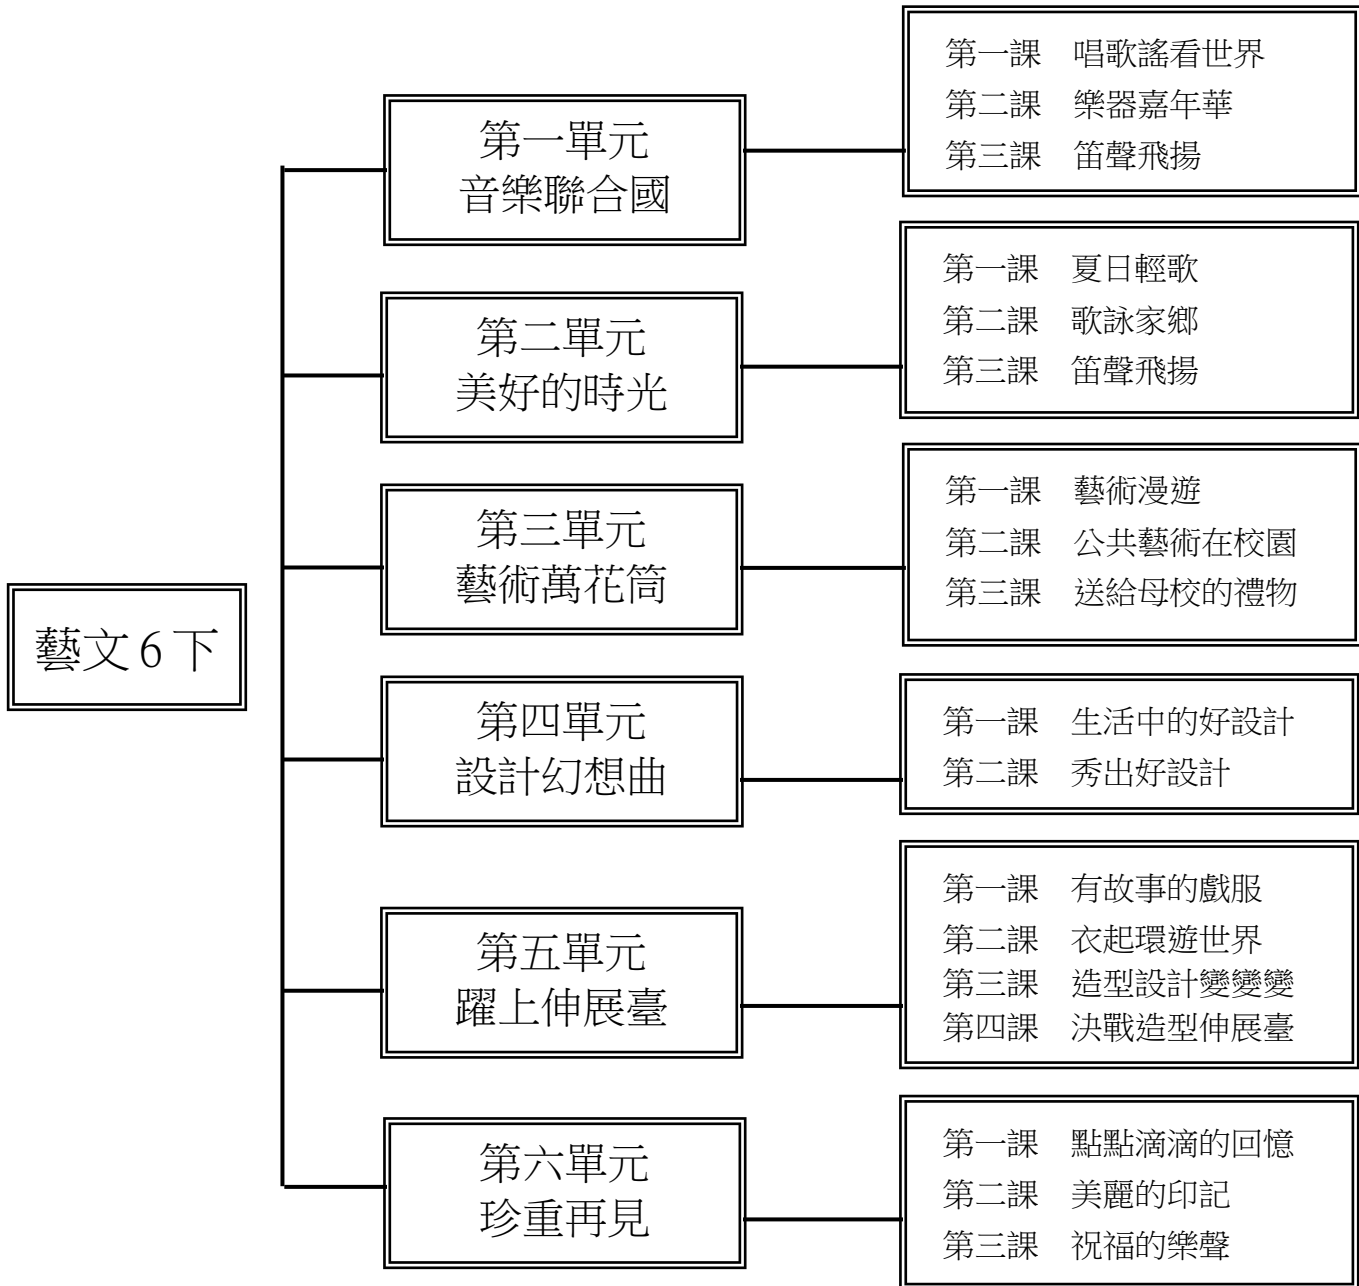 藝文6下
第一單元
音樂聯合國
第一課　唱歌謠看世界
第二課　樂器嘉年華
第三課　笛聲飛揚
第二單元
美好的時光
第一課　夏日輕歌
第二課　歌詠家鄉
第三課　笛聲飛揚
第三單元
藝術萬花筒
第一課　藝術漫遊
第二課　公共藝術在校園
第三課　送給母校的禮物
第四單元
設計幻想曲
第一課　生活中的好設計
第二課　秀出好設計
第五單元
躍上伸展臺
第一課　有故事的戲服
第二課　衣起環遊世界
第三課　造型設計變變變
第四課　決戰造型伸展臺
第六單元
珍重再見
第一課　點點滴滴的回憶
第二課　美麗的印記
第三課　祝福的樂聲